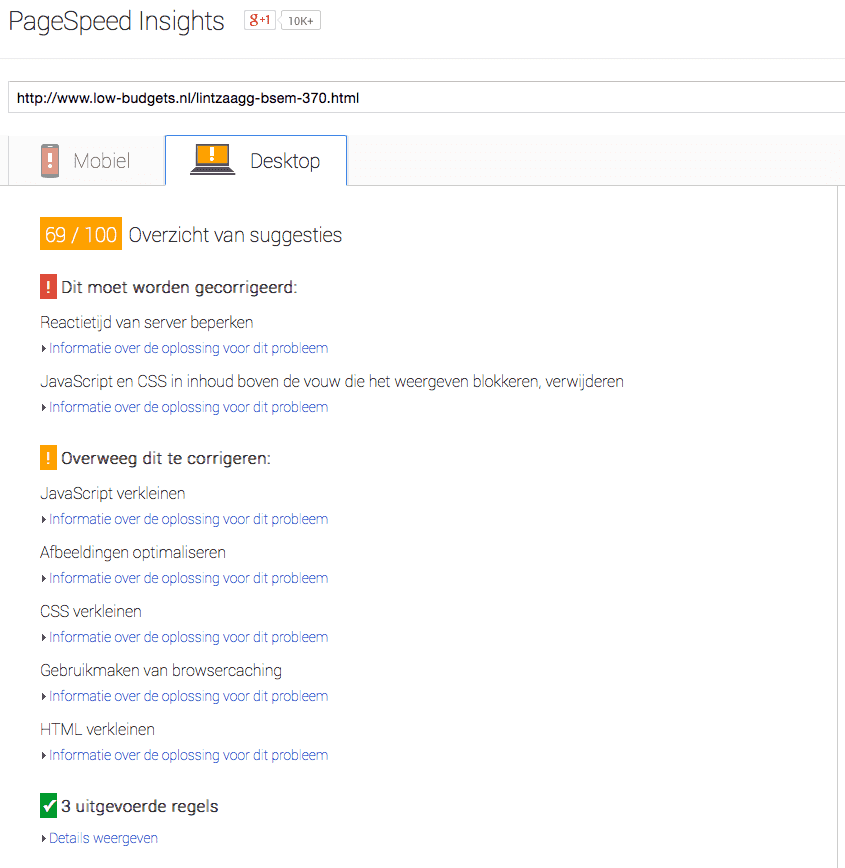 PageSpeed Insights g+1 10K+
http://www.low-budgets.nl/lintzaagg-bsem-370.html
! Mobiel ! Desktop
69 / 100 Overzicht van suggesties
! Dit moet worden gecorrigeerd:
Reactietijd van server beperken
Informatie over de oplossing voor dit probleem
JavaScript en CSS in inhoud boven de vouw die het weergeven blokkeren, verwijderen
Informatie over de oplossing voor dit probleem
! Overweeg dit te corrigeren:
JavaScript verkleinen
Informatie over de oplossing voor dit probleem
Afbeeldingen optimaliseren
Informatie over de oplossing voor dit probleem
CSS verkleinen
Informatie over de oplossing voor dit probleem
Gebruikmaken van browsercaching
Informatie over de oplossing voor dit probleem
HTML verkleinen
Informatie over de oplossing voor dit probleem
3 uitgevoerde regels
Details weergeven